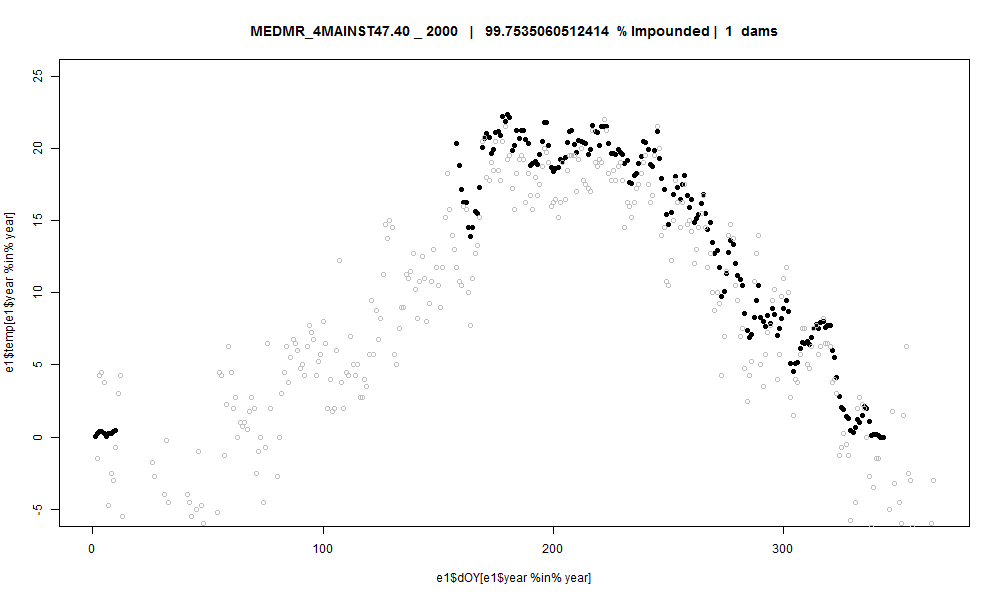 MEDMR_4MAINST47.40 _ 2000 | 99.7535060512414 % Impounded | 1 dams
e1$temp[e1$year %in% year]
25
20
15
10
5
0
-5
0 100 200 300
e1$dOY[e1$year %in% year]